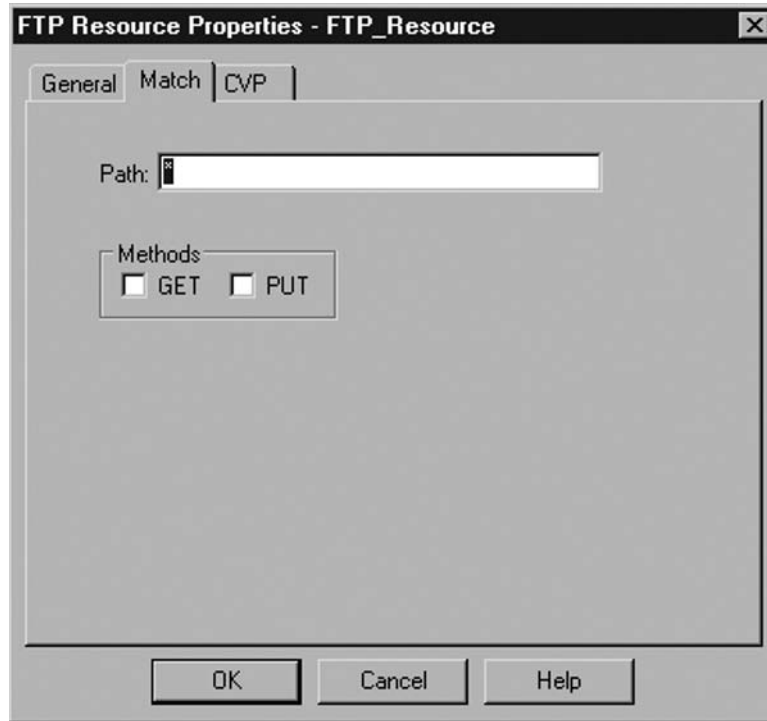 FTP Resource Properties - FTP_Resource
General Match CVP
Path: *
Methods
GET PUT
OK Cancel Help